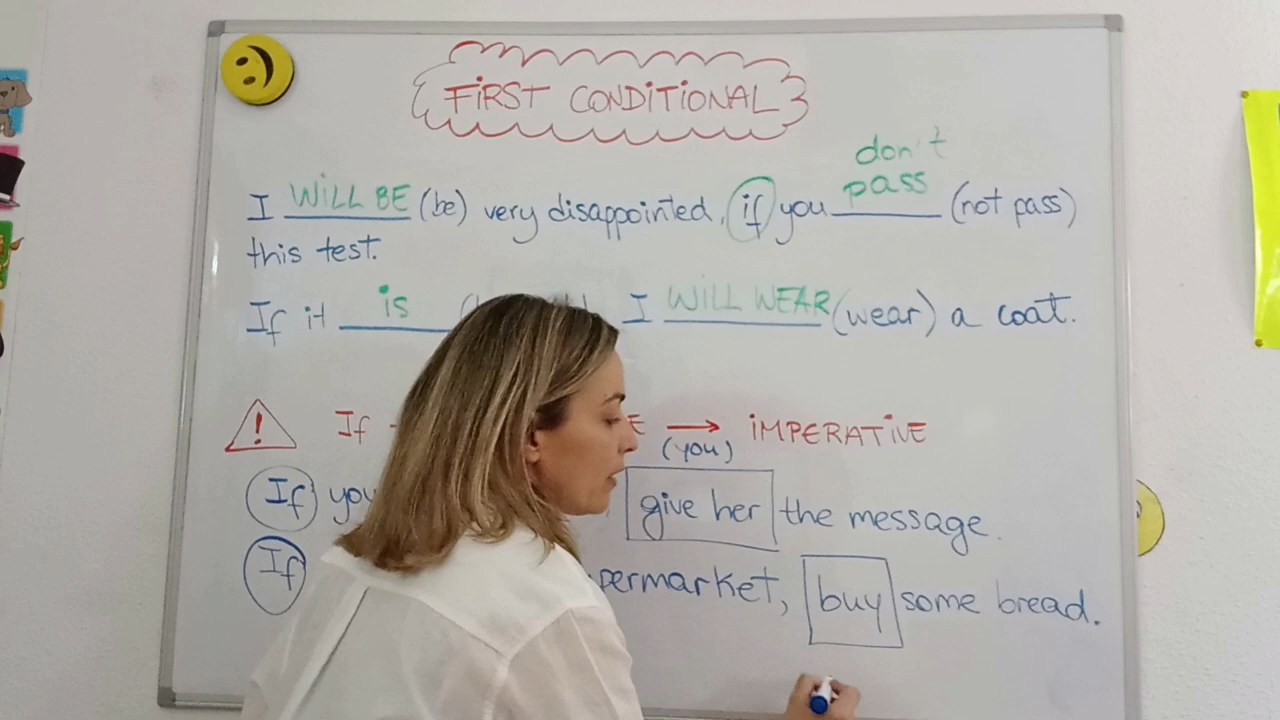 FIRST CONDITIONAL
don't
I WILL BE (be) very disappointed, if you pass (not pass)
this test.
If it is I WILL WEAR (wear) a coat.
! If → IMPERATIVE
(you)
If you give her the message.
If buy some bread.